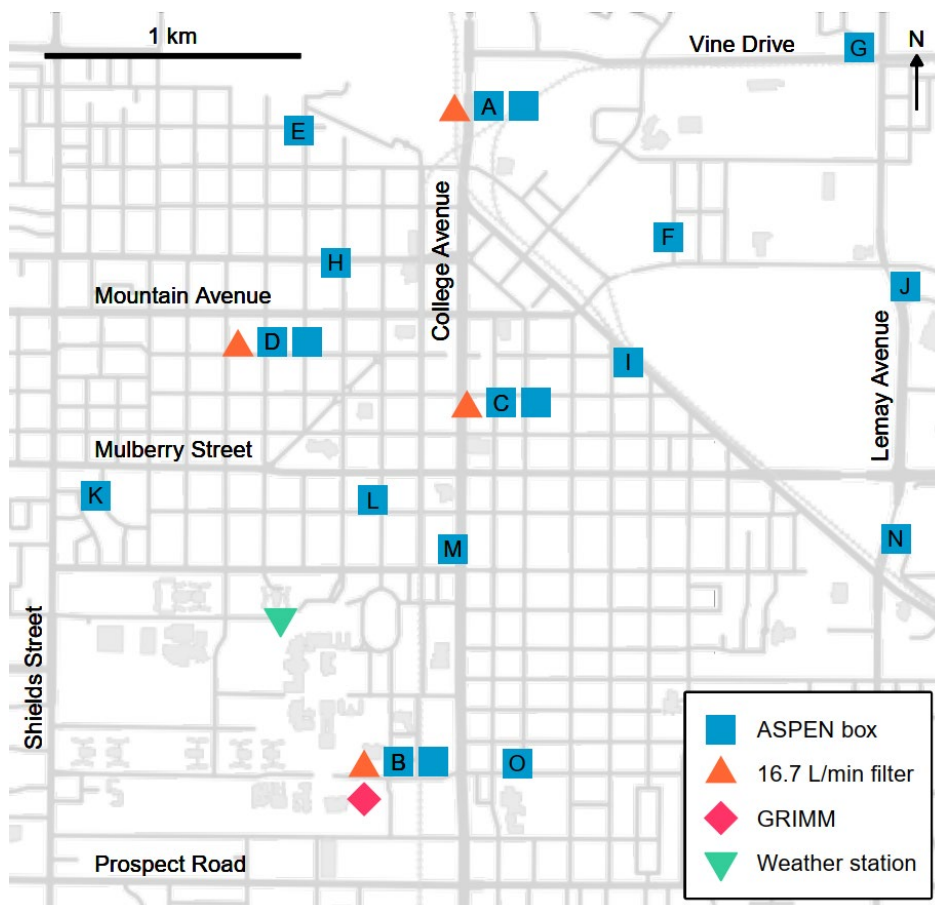 1 km
Vine Drive
G
N
A
E
College Avenue
F
H
J
Mountain Avenue
D
I
C
Lemay Avenue
Mulberry Street
K
L
N
M
Shields Street
B
O
Prospect Road
ASPEN box
16.7 L/min filter
GRIMM
Weather station